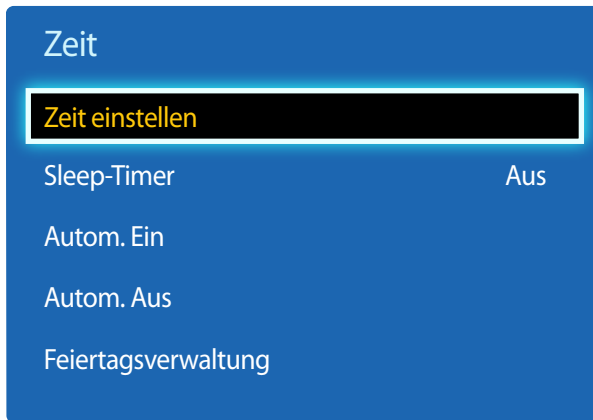 Zeit
Zeit einstellen
Sleep-Timer Aus
Autom. Ein
Autom. Aus
Feiertagsverwaltung